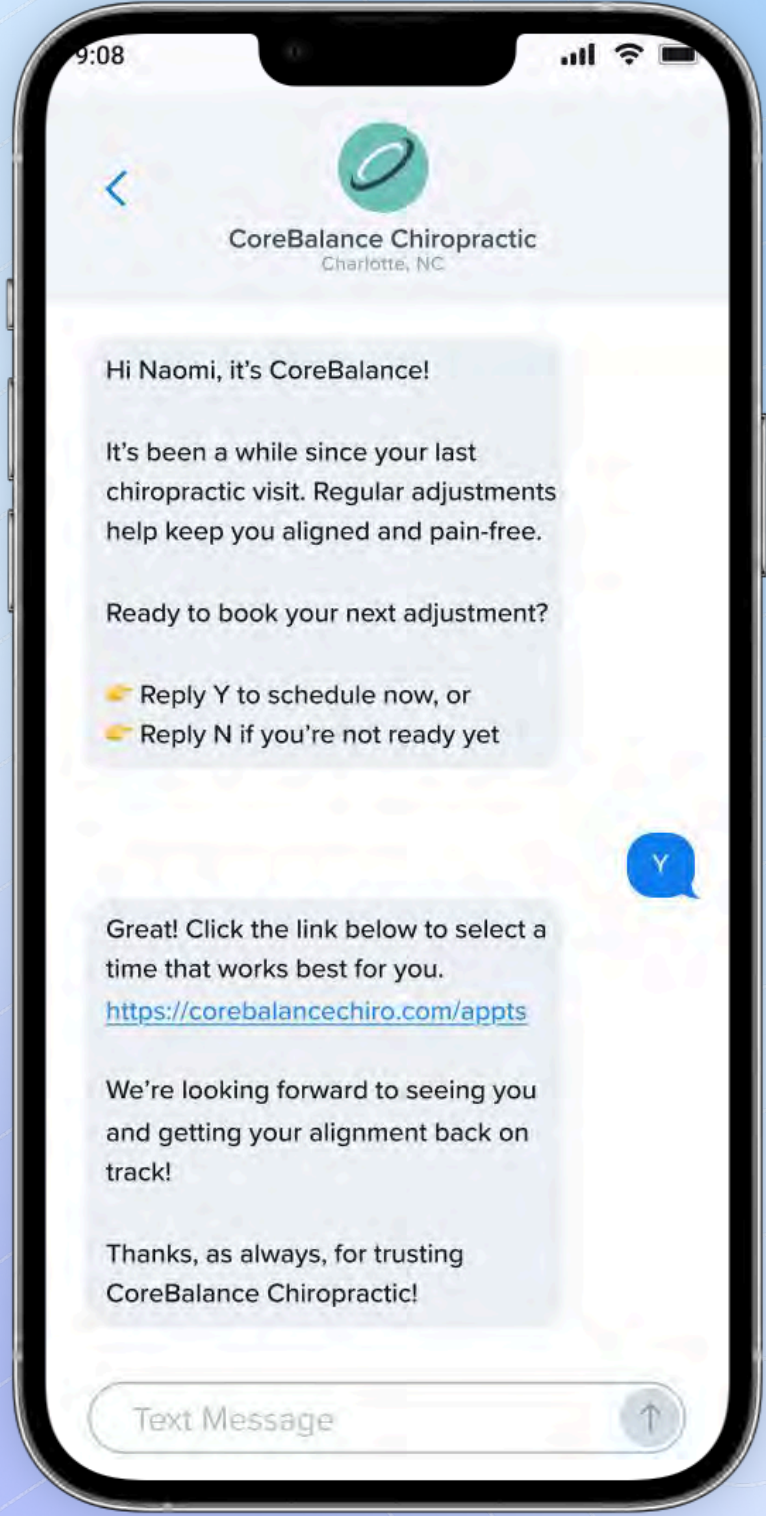 9:08
CoreBalance Chiropractic
Charlotte, NC
Hi Naomi, it's CoreBalance!
It's been a while since your last
chiropractic visit. Regular adjustments
help keep you aligned and pain-free.
Ready to book your next adjustment?
👉 Reply Y to schedule now, or
👉 Reply N if you're not ready yet
Y
Great! Click the link below to select a
time that works best for you.
https://corebalancechiro.com/appts
We're looking forward to seeing you
and getting your alignment back on
track!
Thanks, as always, for trusting
CoreBalance Chiropractic!
Text Message